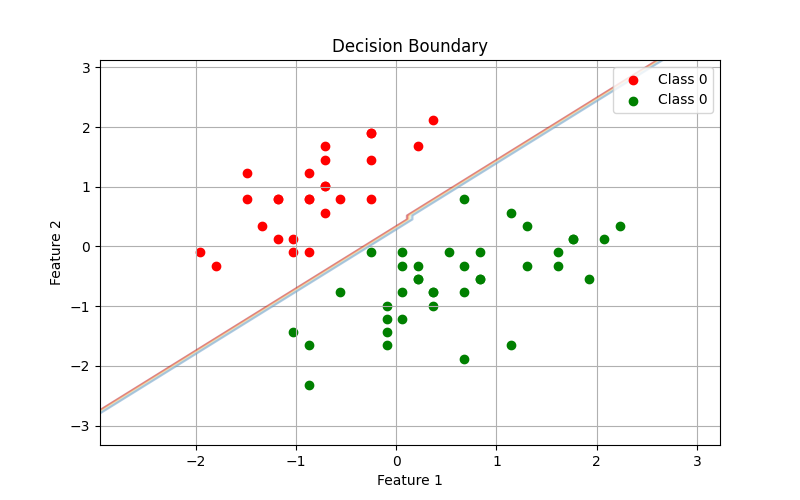 Decision Boundary
Class 0
Class 0
3
2
1
0
−1
−2
−3
Feature 2
−2 −1 0 1 2 3
Feature 1